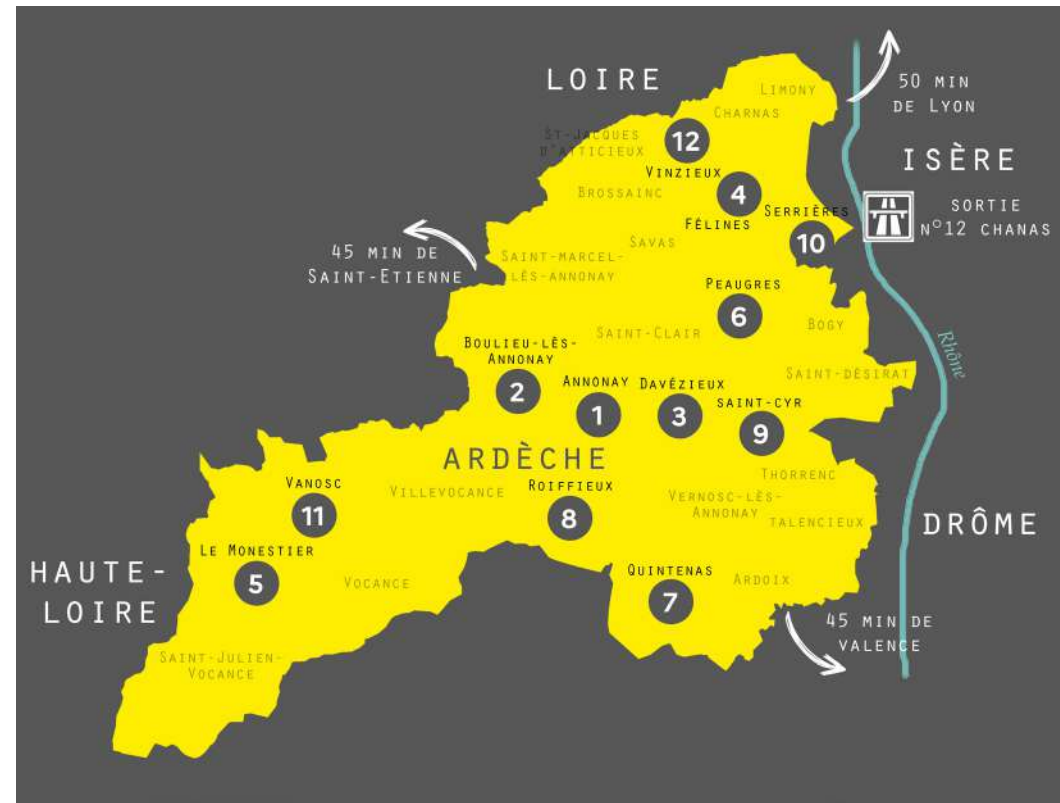 LOIRE
LIMONY
CHARNAS
50 MIN
DE LYON
ST-JACQUES
D'ATTICIEUX
12
VINZIEUX
ISÈRE
BROSSAINC
4
FÉLINES
SERRIÈRES
10
SORTIE
N°12 CHANAS
45 MIN DE
SAINT-ETIENNE
SAVAS
SAINT-MARCEL-
LÈS-ANNONAY
PEAUGRES
6
BOGY
SAINT-CLAIR
Rhône
BOULIEU-LÈS-
ANNONAY
2
ANNONAY
1
DAVÉZIEUX
3
SAINT-DÉSIRAT
SAINT-CYR
9
ARDÈCHE
THORRENC
VANOSC
11
VILLEVOCANCE
ROIFFIEUX
8
VERNOSC-LÈS-
ANNONAY
TALENCIEUX
DRÔME
LE MONESTIER
5
HAUTE-
LOIRE
VOCANCE
QUINTENAS
7
ARDOIX
45 MIN DE
VALENCE
SAINT-JULIEN-
VOCANCE